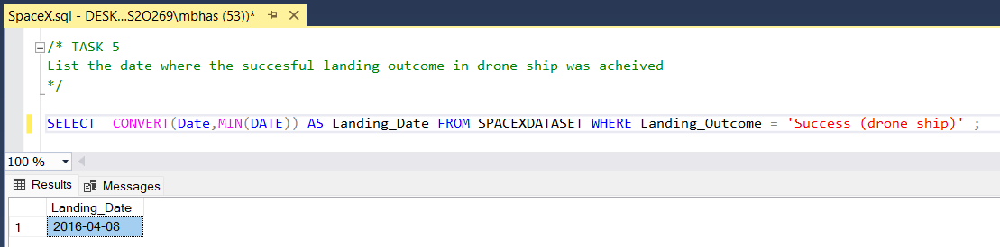 SpaceX.sql - DESK...S2O269\mbhas (53))*
/* TASK 5
List the date where the succesful landing outcome in drone ship was acheived
*/
SELECT  CONVERT(Date,MIN(DATE)) AS Landing_Date FROM SPACEXDATASET WHERE Landing_Outcome = 'Success (drone ship)' ;
100 %
Results Messages
Landing_Date
1 2016-04-08